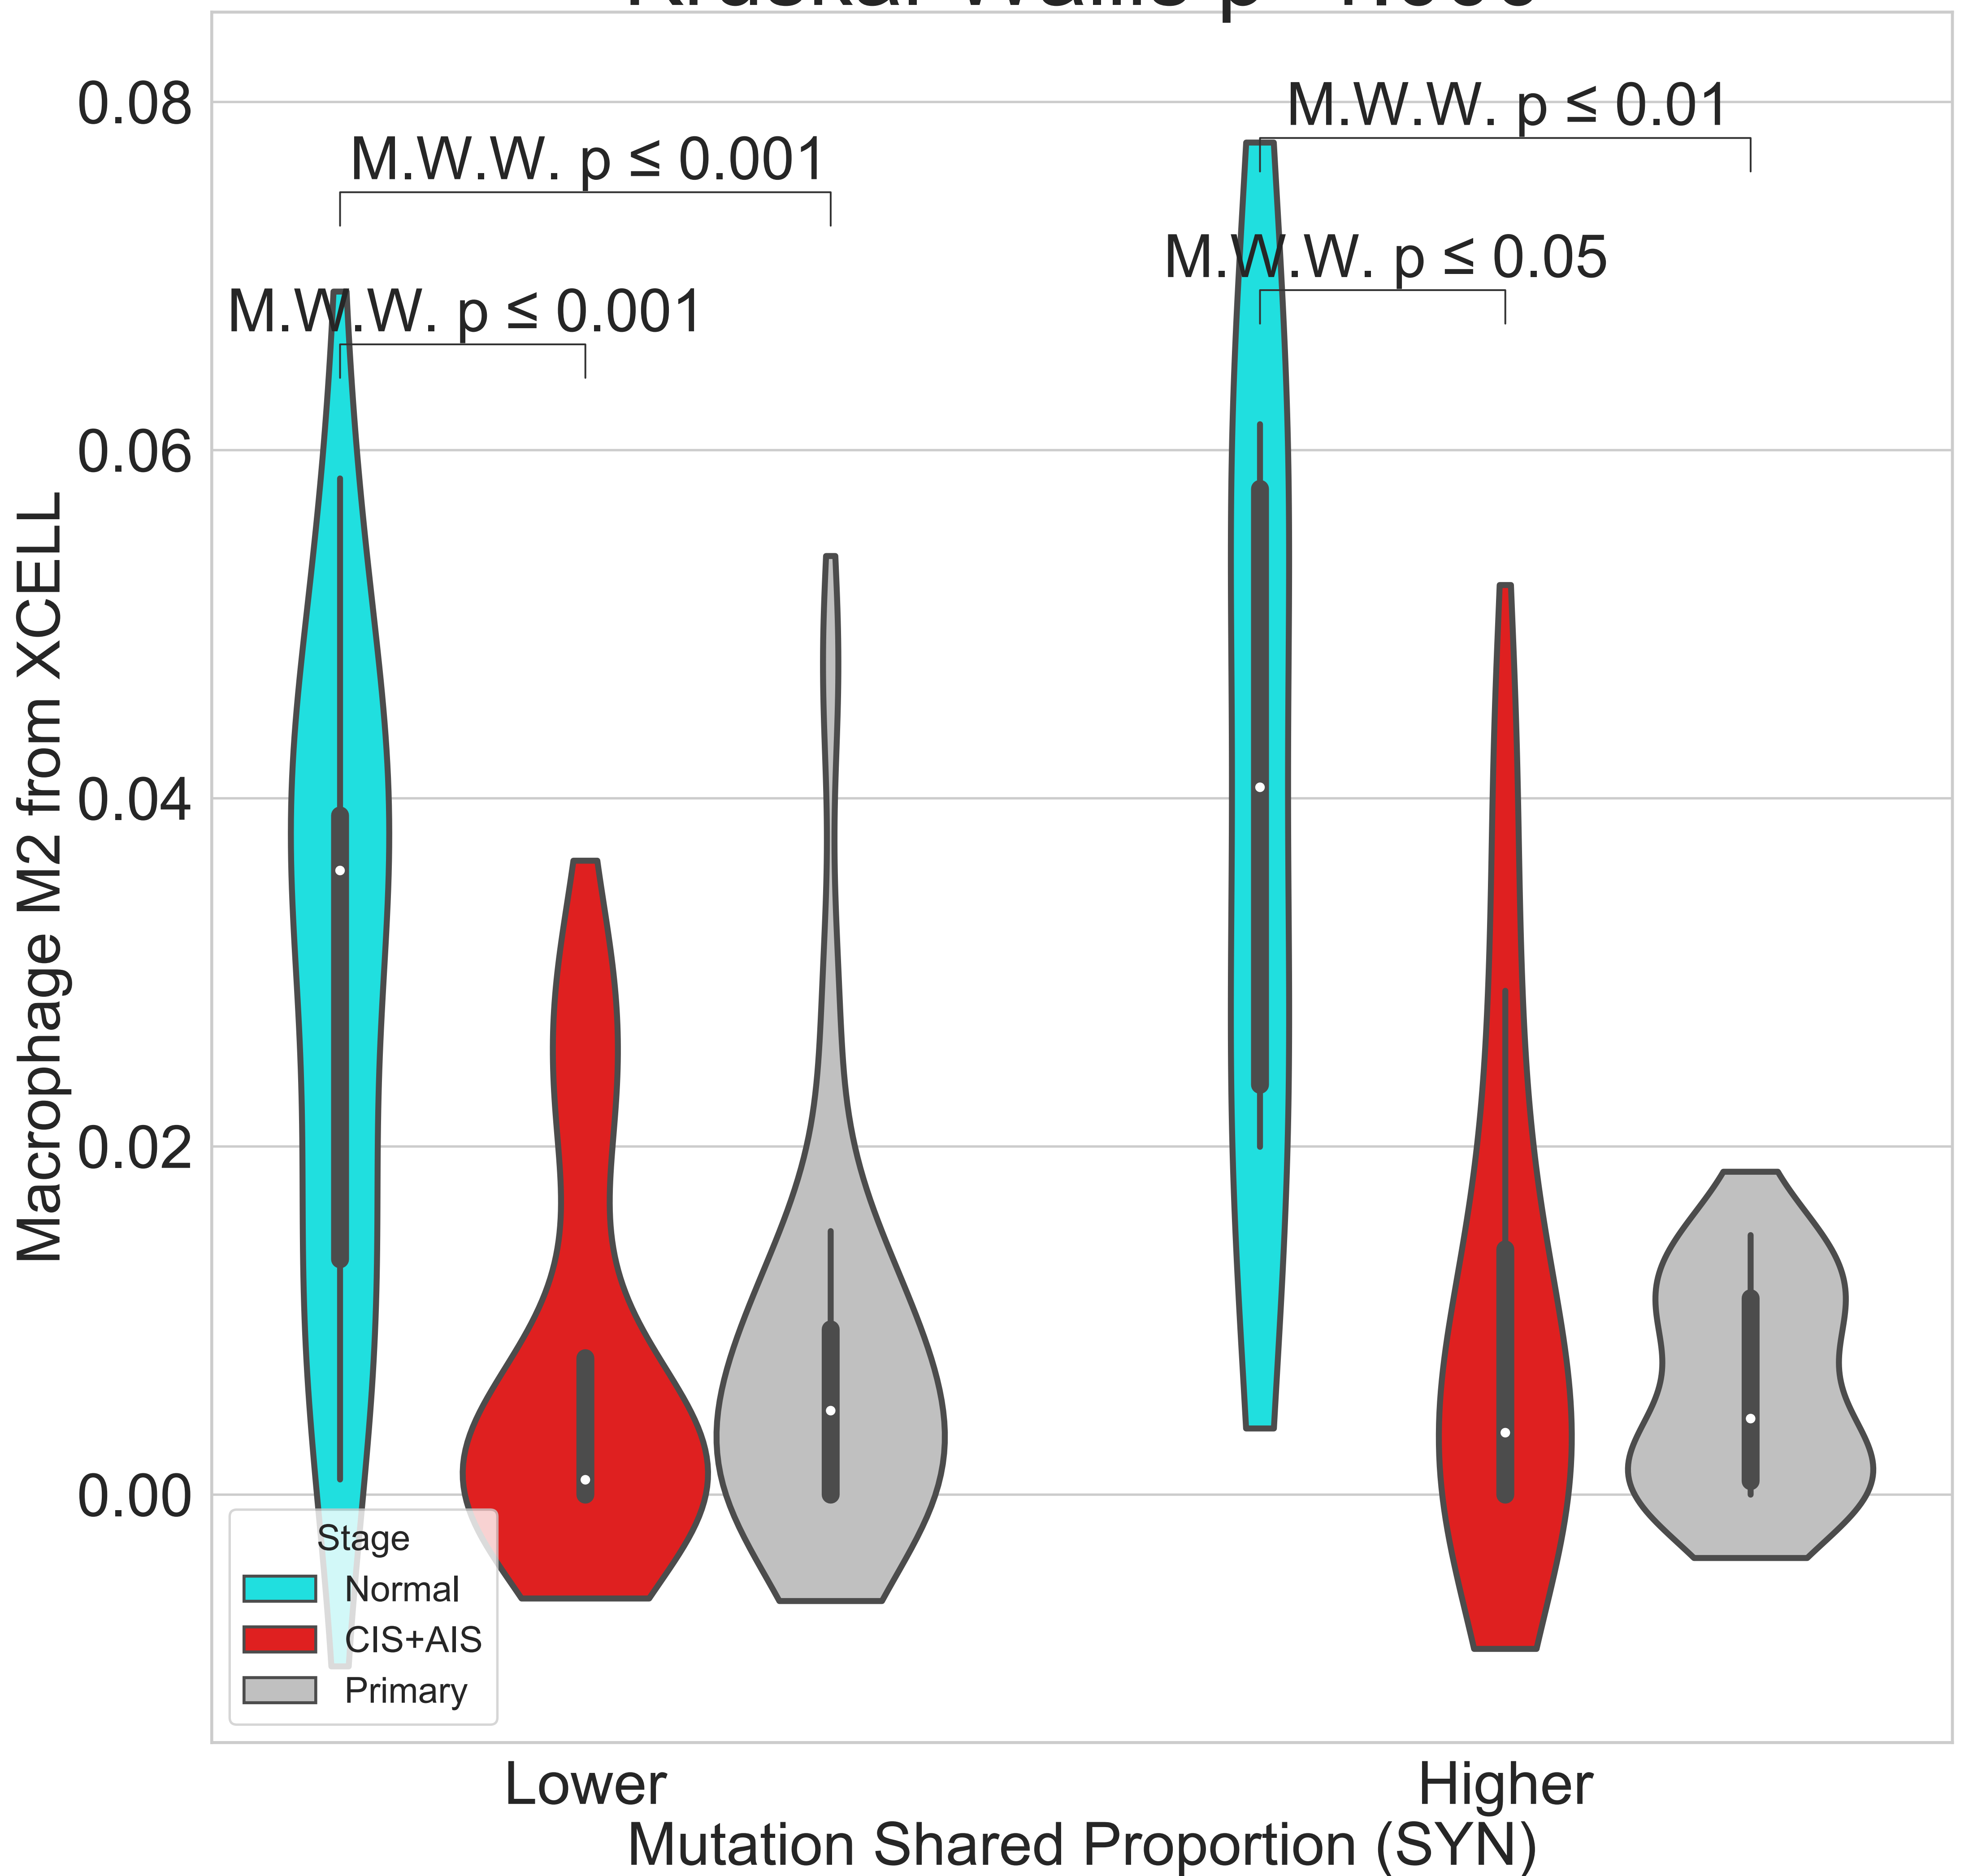 0.08
0.06
0.04
0.02
0.00
Macrophage M2 from XCELL
M.W.W. p ≤ 0.001
M.W.W. p ≤ 0.001
M.W.W. p ≤ 0.01
M.W.W. p ≤ 0.05
Stage
Normal
CIS+AIS
Primary
Lower
Higher
Mutation Shared Proportion (SYN)